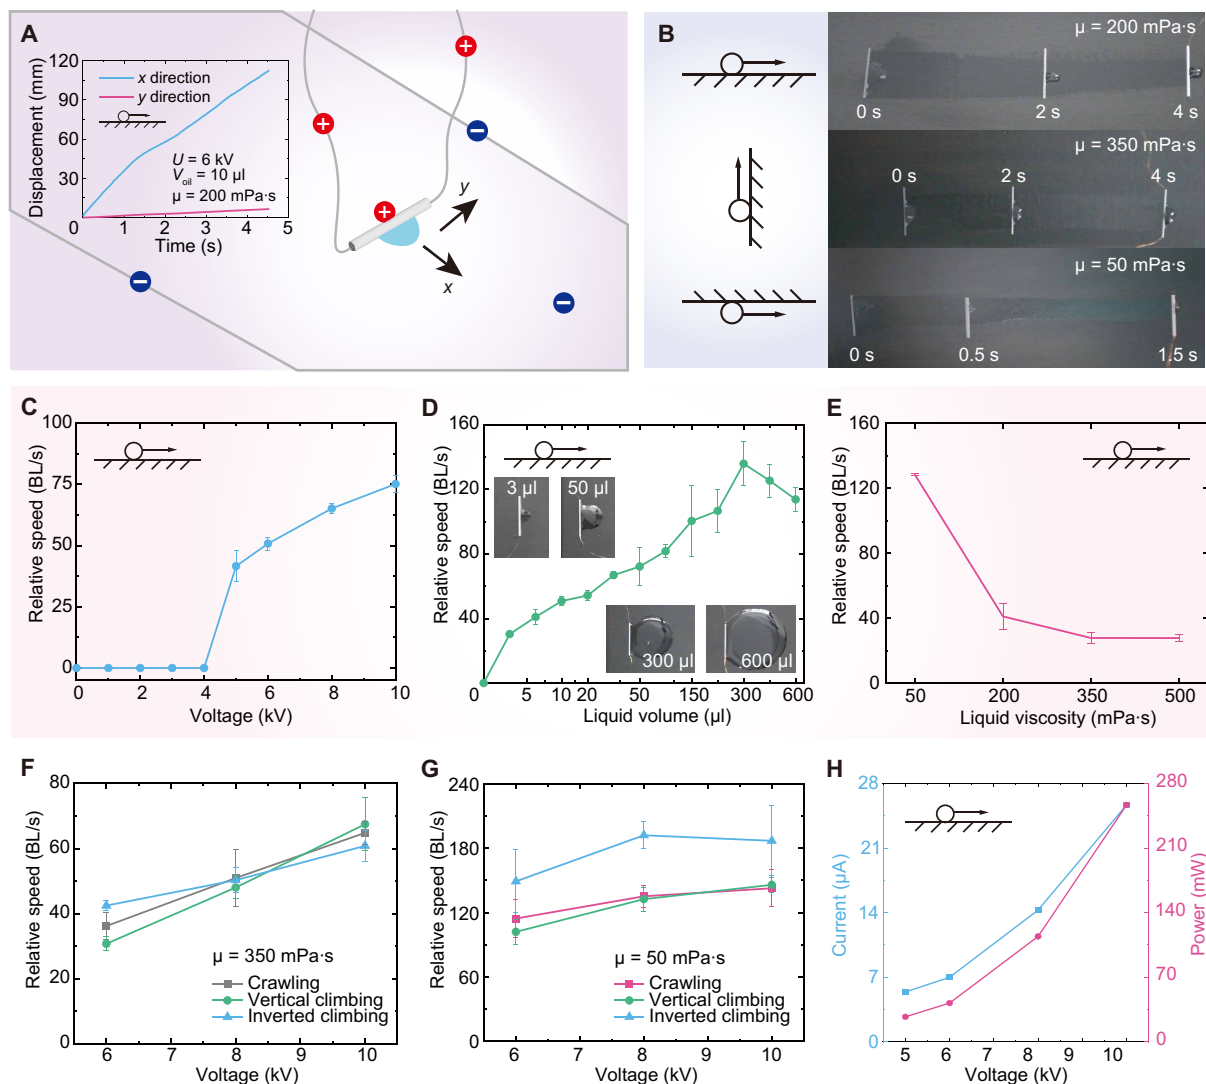 A
Displacement (mm)
120
90
60
30
0
x direction
y direction
U = 6 kV
Voil = 10 µl
µ = 200 mPa·s
0 1 2 3 4 5
Time (s)
+
+
+
−
−
−
y
x
B
µ = 200 mPa·s
0 s
2 s
4 s
µ = 350 mPa·s
0 s
2 s
4 s
µ = 50 mPa·s
0 s
0.5 s
1.5 s
C
Relative speed (BL/s)
100
75
50
25
0
0 2 4 6 8 10
Voltage (kV)
D
Relative speed (BL/s)
160
120
80
40
0
3 µl
50 µl
300 µl
600 µl
5 10 20 50 150 300 600
Liquid volume (µl)
E
Relative speed (BL/s)
160
120
80
40
0
50 200 350 500
Liquid viscosity (mPa·s)
F
Relative speed (BL/s)
80
60
40
20
0
µ = 350 mPa·s
Crawling
Vertical climbing
Inverted climbing
6 7 8 9 10
Voltage (kV)
G
Relative speed (BL/s)
240
180
120
60
0
µ = 50 mPa·s
Crawling
Vertical climbing
Inverted climbing
6 7 8 9 10
Voltage (kV)
H
Current (µA)
28
21
14
7
0
280
210
140
70
0
Power (mW)
5 6 7 8 9 10
Voltage (kV)